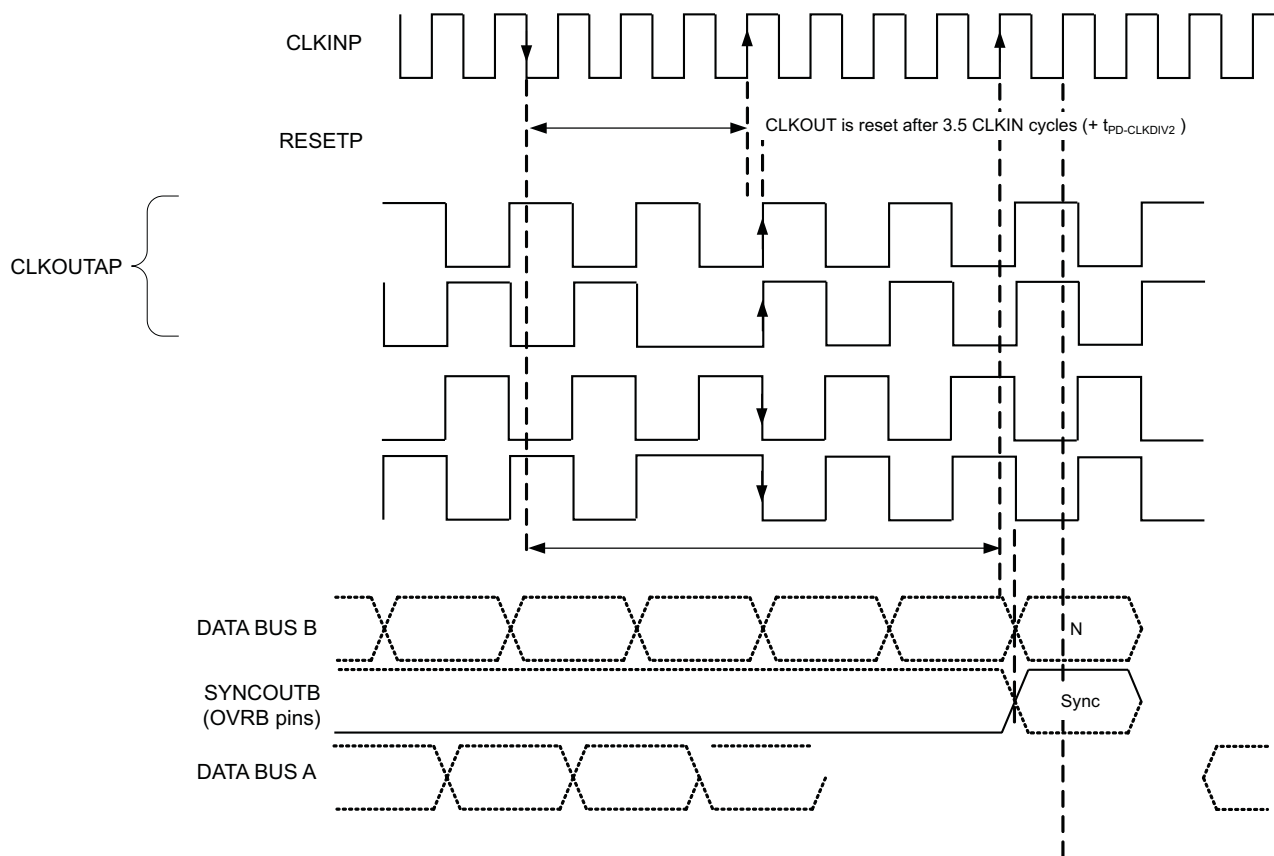 CLKINP
CLKOUT is reset after 3.5 CLKIN cycles (+ tPD-CLKDIV2 )
RESETP
CLKOUTAP
DATA BUS B
N
SYNCOUTB
(OVRB pins)
Sync
DATA BUS A